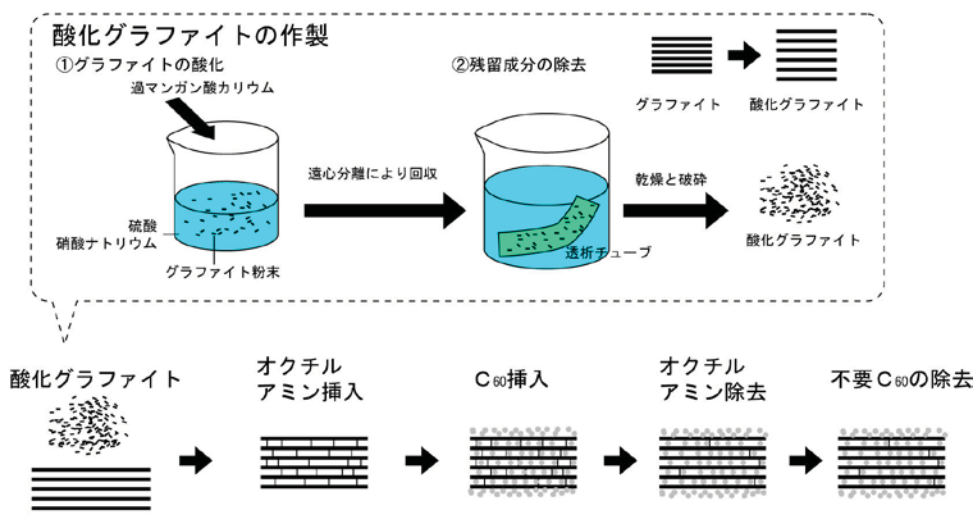 酸化グラファイトの作製
①グラファイトの酸化
過マンガン酸カリウム
硫酸
硝酸ナトリウム
グラファイト粉末
遠心分離により回収
②残留成分の除去
透析チューブ
乾燥と破砕
グラファイト
酸化グラファイト
酸化グラファイト
酸化グラファイト
オクチル
アミン挿入
C60挿入
オクチル
アミン除去
不要C60の除去